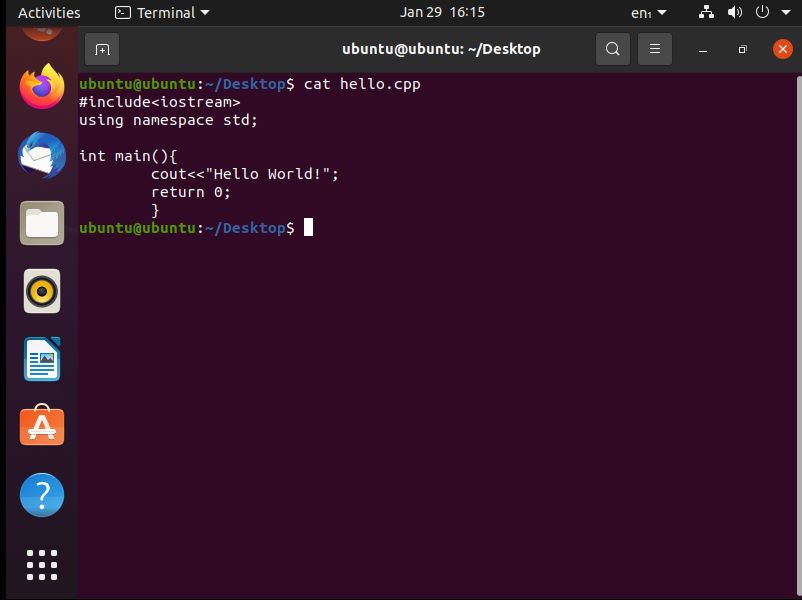 Activities Terminal Jan 29 16:15 en₁
ubuntu@ubuntu: ~/Desktop
ubuntu@ubuntu:~/Desktop$ cat hello.cpp
#include<iostream>
using namespace std;
int main(){
cout<<"Hello World!";
return 0;
}
ubuntu@ubuntu:~/Desktop$